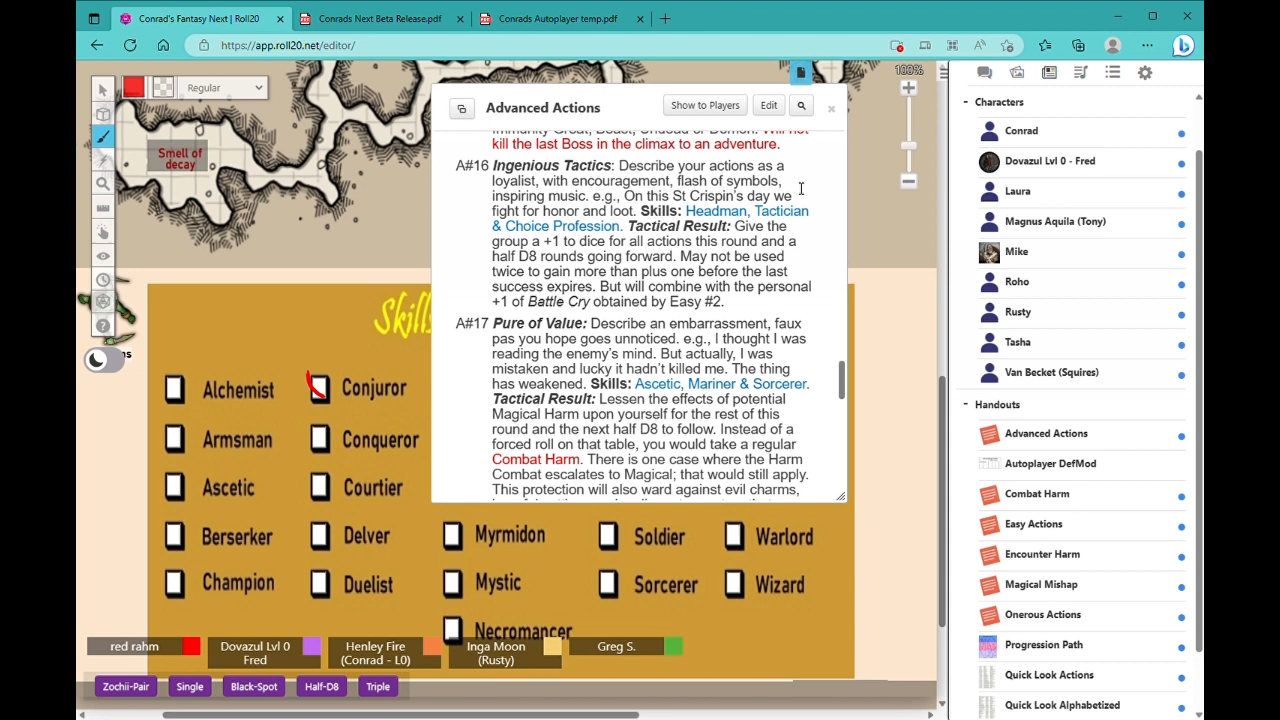 Conrad's Fantasy Next | Roll20
Conrads Next Beta Release.pdf
Conrads Autoplayer temp.pdf
https://app.roll20.net/editor/
Regular
100%
Smell of
decay
Advanced Actions
Show to Players
Edit
Immunity Great, Beast, Undead or Demon. Will not
kill the last Boss in the climax to an adventure.
A#16 Ingenious Tactics: Describe your actions as a
loyalist, with encouragement, flash of symbols,
inspiring music. e.g., On this St Crispin's day we
fight for honor and loot. Skills: Headman, Tactician
& Choice Profession. Tactical Result: Give the
group a +1 to dice for all actions this round and a
half D8 rounds going forward. May not be used
twice to gain more than plus one before the last
success expires. But will combine with the personal
+1 of Battle Cry obtained by Easy #2.
A#17 Pure of Value: Describe an embarrassment, faux
pas you hope goes unnoticed. e.g., I thought I was
reading the enemy's mind. But actually, I was
mistaken and lucky it hadn't killed me. The thing
has weakened. Skills: Ascetic, Mariner & Sorcerer.
Tactical Result: Lessen the effects of potential
Magical Harm upon yourself for the rest of this
round and the next half D8 to follow. Instead of a
forced roll on that table, you would take a regular
Combat Harm. There is one case where the Harm
Combat escalates to Magical; that would still apply.
This protection will also ward against evil charms,
Skills
Alchemist
Conjuror
Armsman
Conqueror
Ascetic
Courtier
Berserker
Delver
Myrmidon
Soldier
Warlord
Champion
Duelist
Mystic
Sorcerer
Wizard
Necromancer
red rahm
Dovazul Lvl 0
Fred
Henley Fire
(Conrad - L0)
Inga Moon
(Rusty)
Greg S.
Zochii-Pair
Single
Black-Spot
Half-D8
Triple
Characters
Conrad
Dovazul Lvl 0 - Fred
Laura
Magnus Aquila (Tony)
Mike
Roho
Rusty
Tasha
Van Becket (Squires)
Handouts
Advanced Actions
Autoplayer DefMod
Combat Harm
Easy Actions
Encounter Harm
Magical Mishap
Onerous Actions
Progression Path
Quick Look Actions
Quick Look Alphabetized